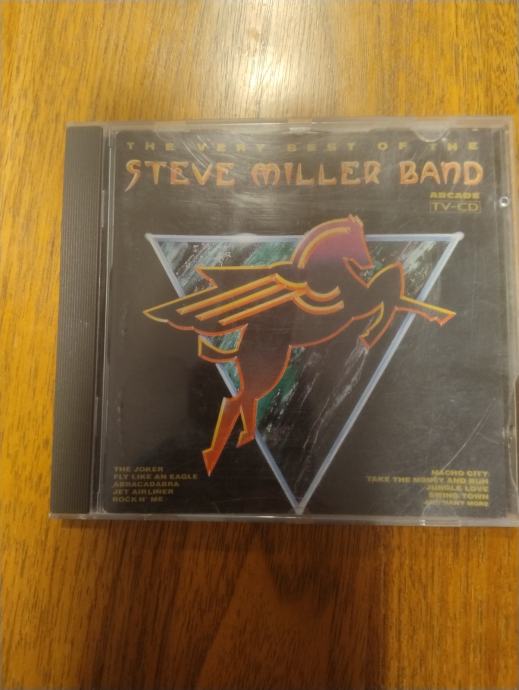 THE VERY BEST OF THE
STEVE MILLER BAND
ARCADE
TV-CD
THE JOKER
FLY LIKE AN EAGLE
ABRACADABRA
JET AIRLINER
ROCK N' ME
MACHO CITY
TAKE THE MONEY AND RUN
JUNGLE LOVE
SWING TOWN
AND MANY MORE